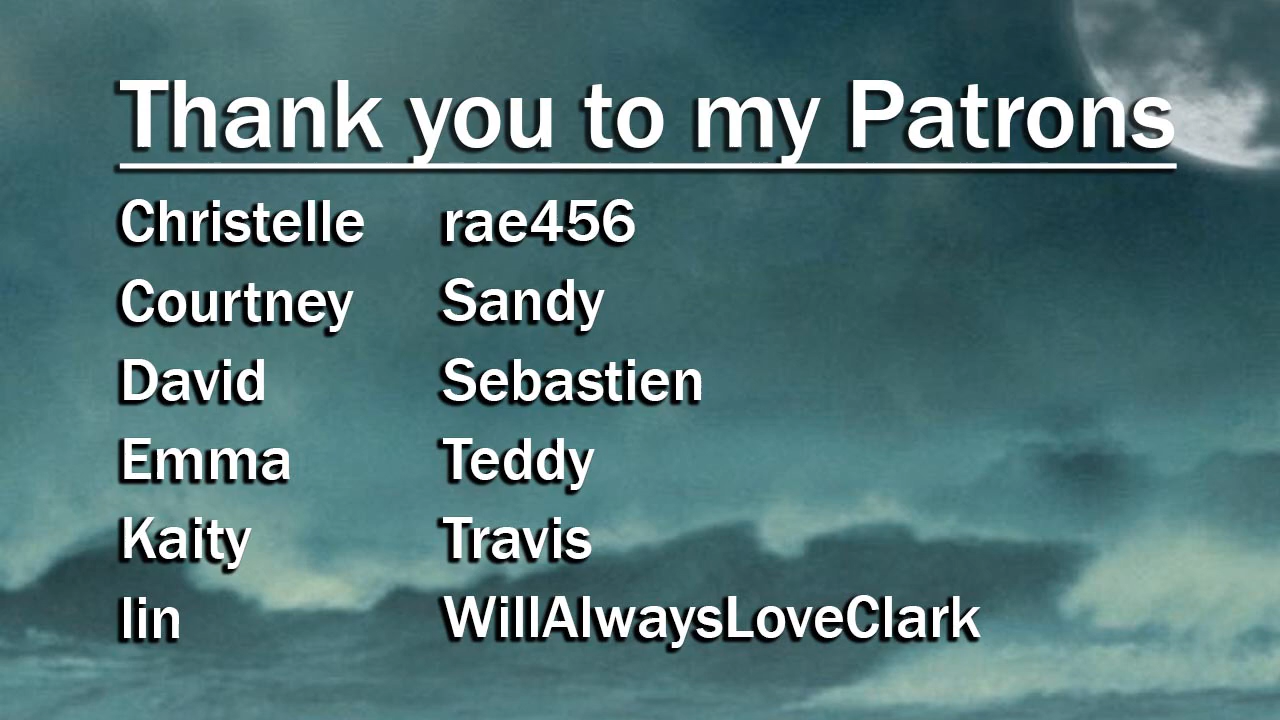 Thank you to my Patrons
Christelle
Courtney
David
Emma
Kaity
lin
rae456
Sandy
Sebastien
Teddy
Travis
WillAlwaysLoveClark